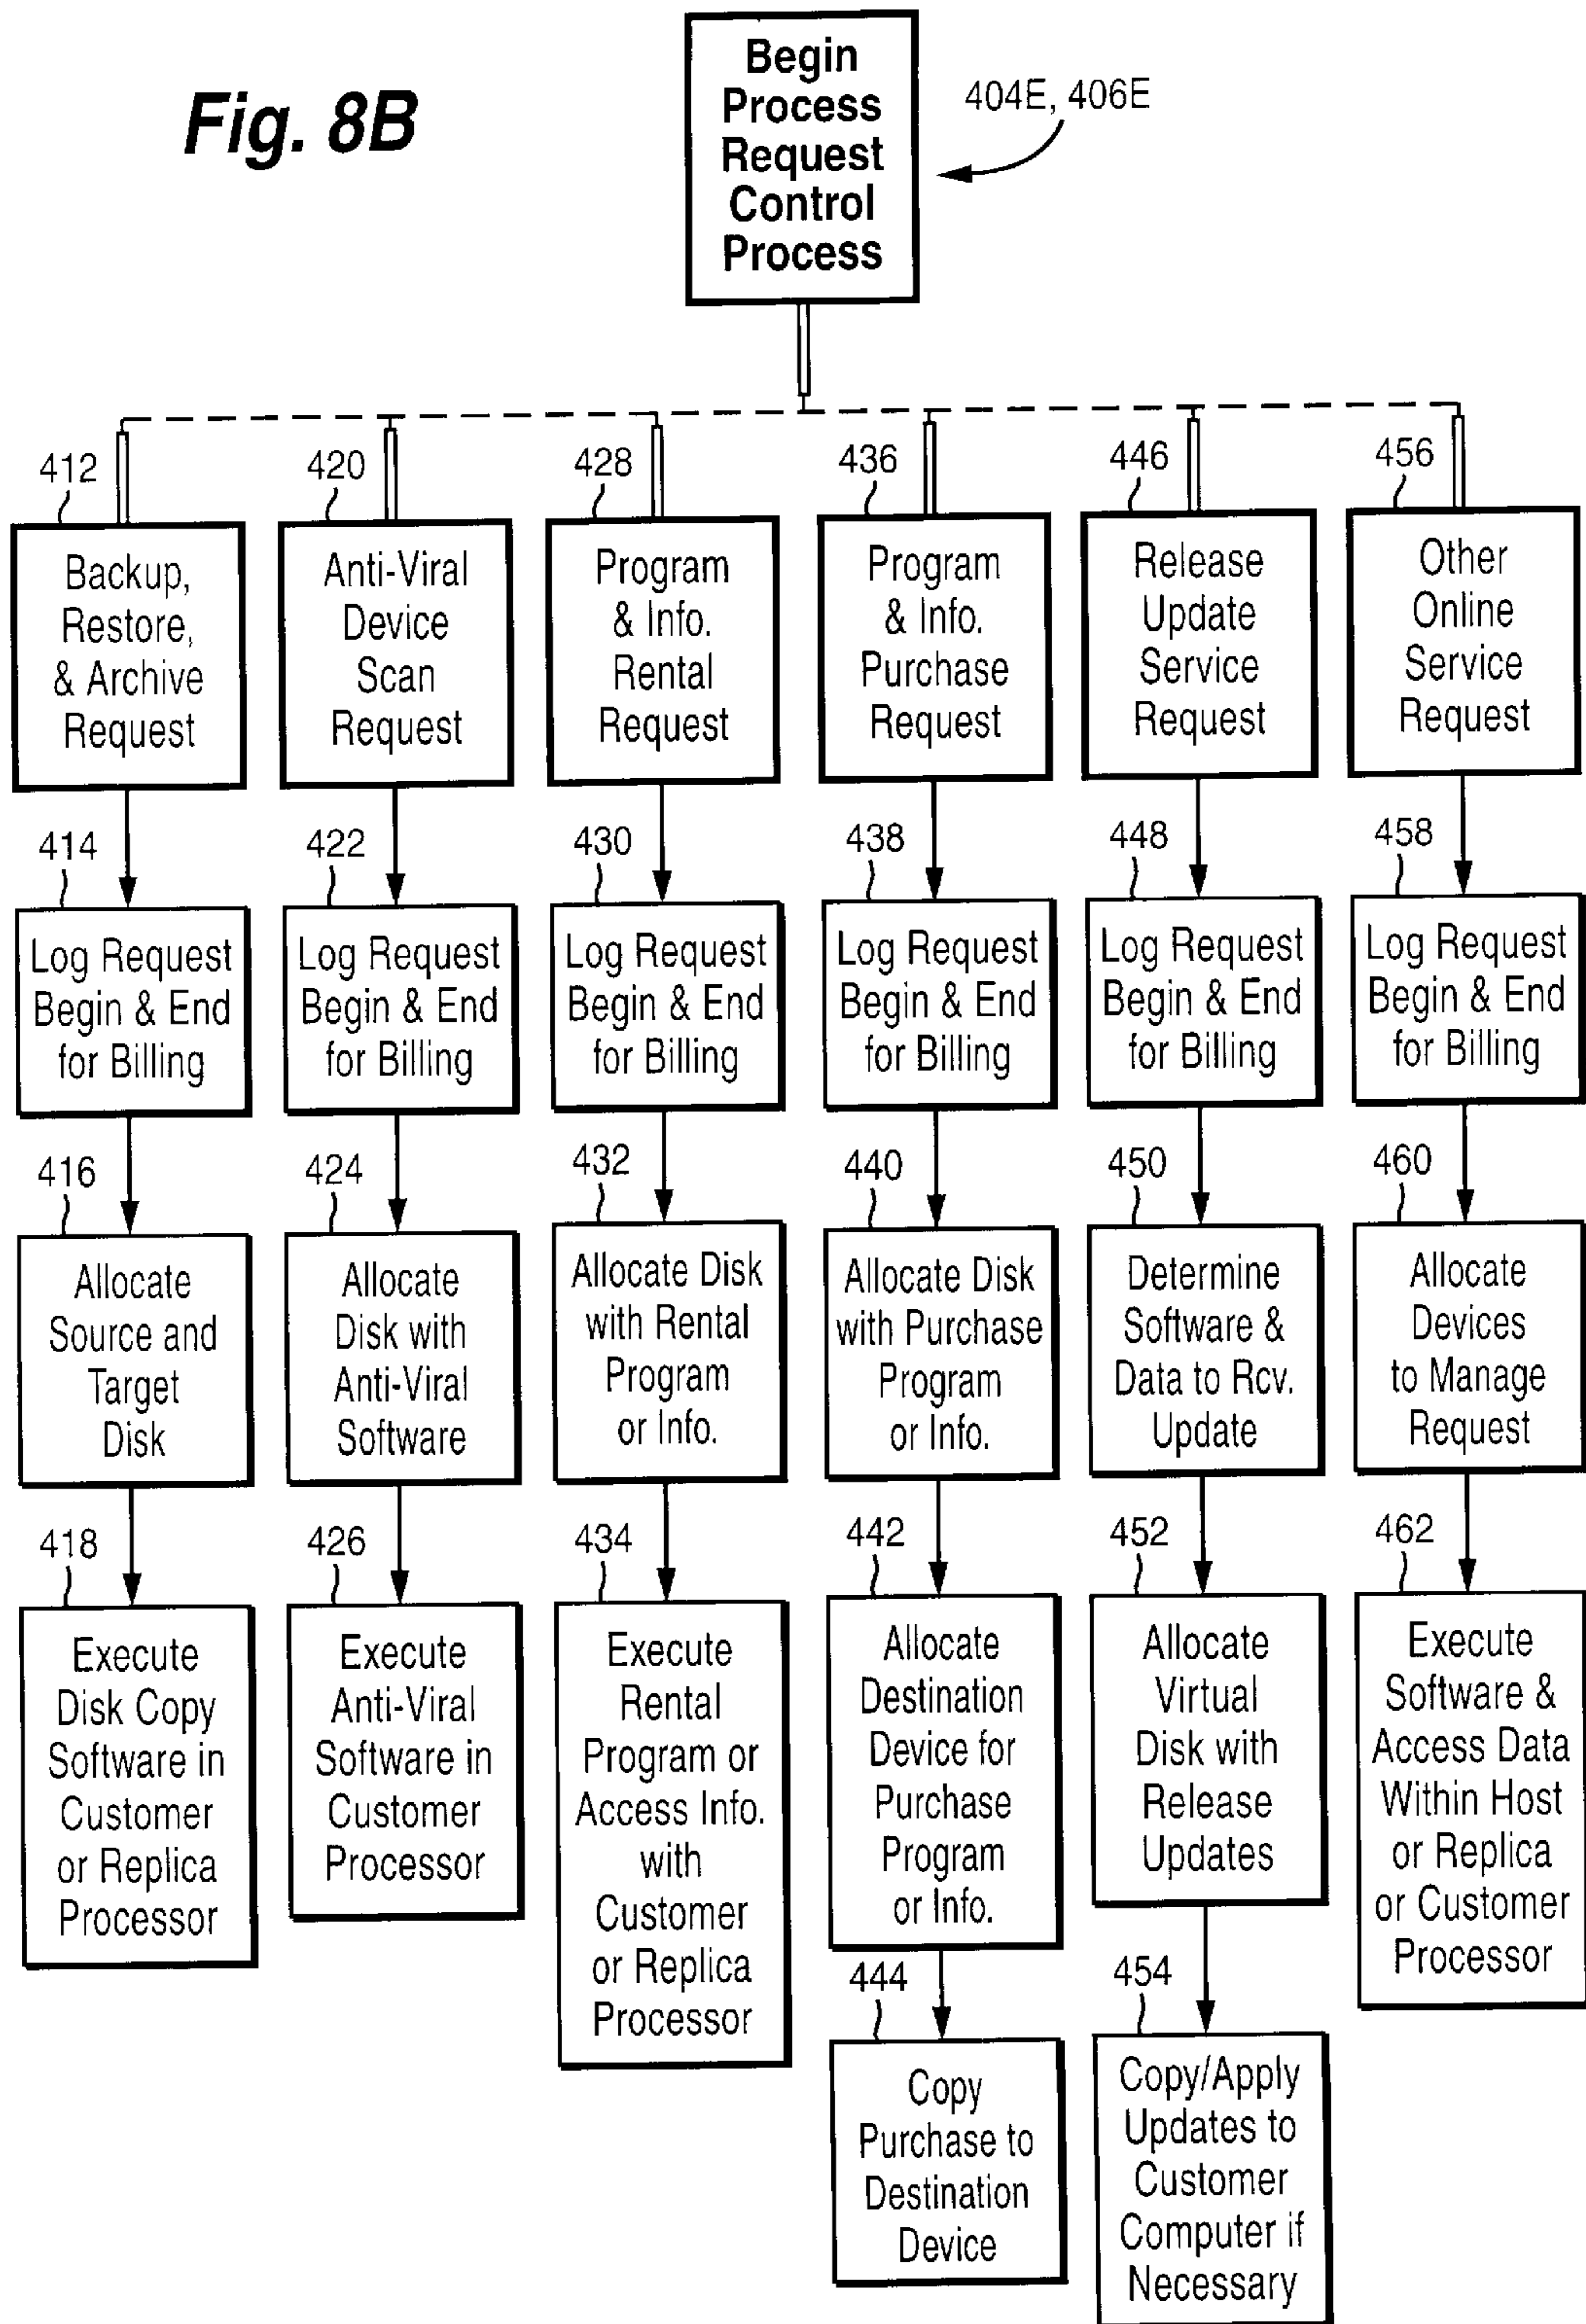 Fig. 8B
Begin
Process
Request
Control
Process
404E, 406E
412
Backup,
Restore,
& Archive
Request
414
Log Request
Begin & End
for Billing
416
Allocate
Source and
Target
Disk
418
Execute
Disk Copy
Software in
Customer
or Replica
Processor
420
Anti-Viral
Device
Scan
Request
422
Log Request
Begin & End
for Billing
424
Allocate
Disk with
Anti-Viral
Software
426
Execute
Anti-Viral
Software in
Customer
Processor
428
Program
& Info.
Rental
Request
430
Log Request
Begin & End
for Billing
432
Allocate Disk
with Rental
Program
or Info.
434
Execute
Rental
Program or
Access Info.
with
Customer
or Replica
Processor
436
Program
& Info.
Purchase
Request
438
Log Request
Begin & End
for Billing
440
Allocate Disk
with Purchase
Program
or Info.
442
Allocate
Destination
Device for
Purchase
Program
or Info.
444
Copy
Purchase to
Destination
Device
446
Release
Update
Service
Request
448
Log Request
Begin & End
for Billing
450
Determine
Software &
Data to Rcv.
Update
452
Allocate
Virtual
Disk with
Release
Updates
454
Copy/Apply
Updates to
Customer
Computer if
Necessary
456
Other
Online
Service
Request
458
Log Request
Begin & End
for Billing
460
Allocate
Devices
to Manage
Request
462
Execute
Software &
Access Data
Within Host
or Replica
or Customer
Processor